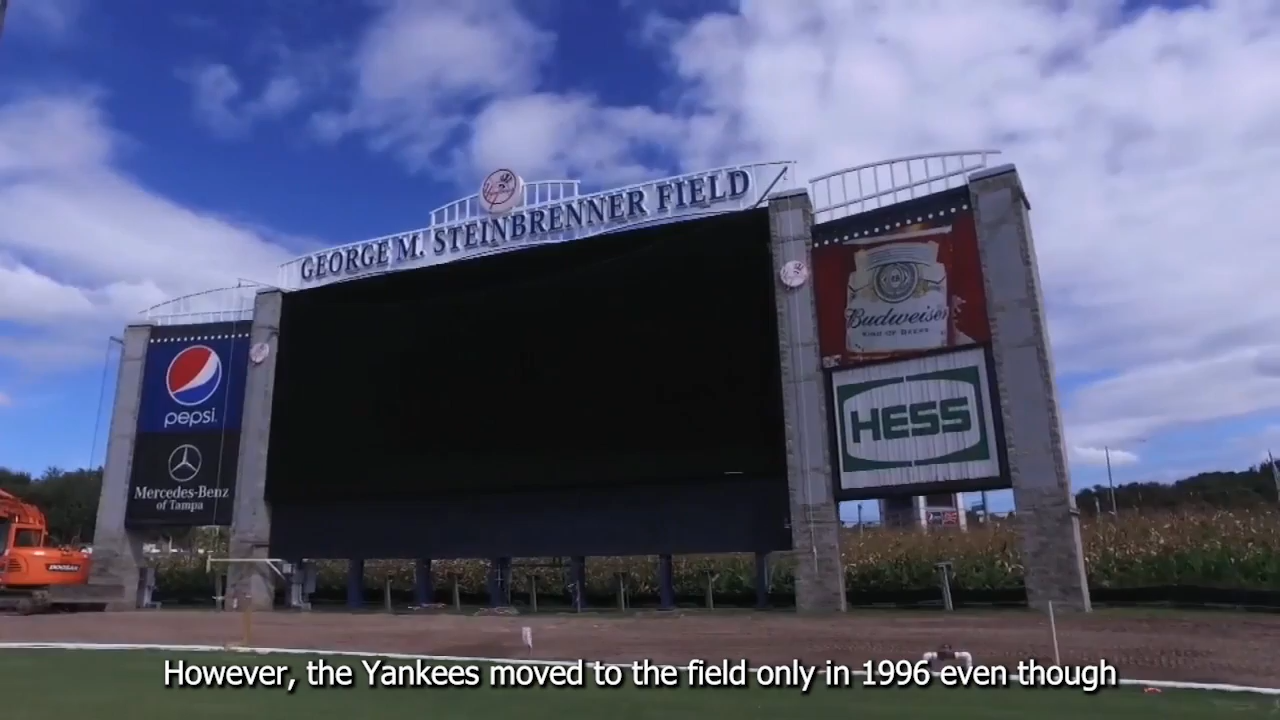 GEORGE M. STEINBRENNER FIELD
pepsi
Mercedes-Benz
of Tampa
Budweiser
KING OF BEERS
HESS
DOOSAN
However, the Yankees moved to the field only in 1996 even though